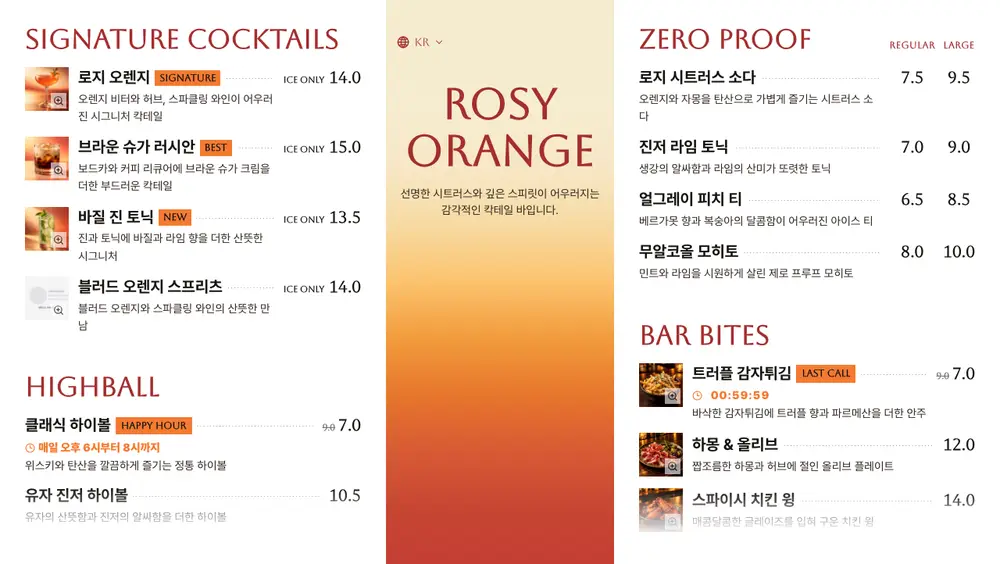 SIGNATURE COCKTAILS
로지 오렌지 SIGNATURE ICE ONLY 14.0
오렌지 비터와 허브, 스파클링 와인이 어우러
진 시그니처 칵테일
브라운 슈가 러시안 BEST ICE ONLY 15.0
보드카와 커피 리큐어에 브라운 슈가 크림을
더한 부드러운 칵테일
바질 진 토닉 NEW ICE ONLY 13.5
진과 토닉에 바질과 라임 향을 더한 산뜻한
시그니처
블러드 오렌지 스프리츠 ICE ONLY 14.0
블러드 오렌지와 스파클링 와인의 산뜻한 만
남
HIGHBALL
클래식 하이볼 HAPPY HOUR 9.0 7.0
매일 오후 6시부터 8시까지
위스키와 탄산을 깔끔하게 즐기는 정통 하이볼
유자 진저 하이볼 10.5
유자의 산뜻함과 진저의 알싸함을 더한 하이볼
KR
ROSY
ORANGE
선명한 시트러스와 깊은 스피릿이 어우러지는
감각적인 칵테일 바입니다.
ZERO PROOF REGULAR LARGE
로지 시트러스 소다 7.5 9.5
오렌지와 자몽을 탄산으로 가볍게 즐기는 시트러스 소
다
진저 라임 토닉 7.0 9.0
생강의 알싸함과 라임의 산미가 또렷한 토닉
얼그레이 피치 티 6.5 8.5
베르가못 향과 복숭아의 달콤함이 어우러진 아이스 티
무알코올 모히토 8.0 10.0
민트와 라임을 시원하게 살린 제로 프루프 모히토
BAR BITES
트러플 감자튀김 LAST CALL 9.0 7.0
00:59:59
바삭한 감자튀김에 트러플 향과 파르메산을 더한 안주
하몽 & 올리브 12.0
짭조름한 하몽과 허브에 절인 올리브 플레이트
스파이시 치킨 윙 14.0
매콤달콤한 글레이즈를 입혀 구운 치킨 윙